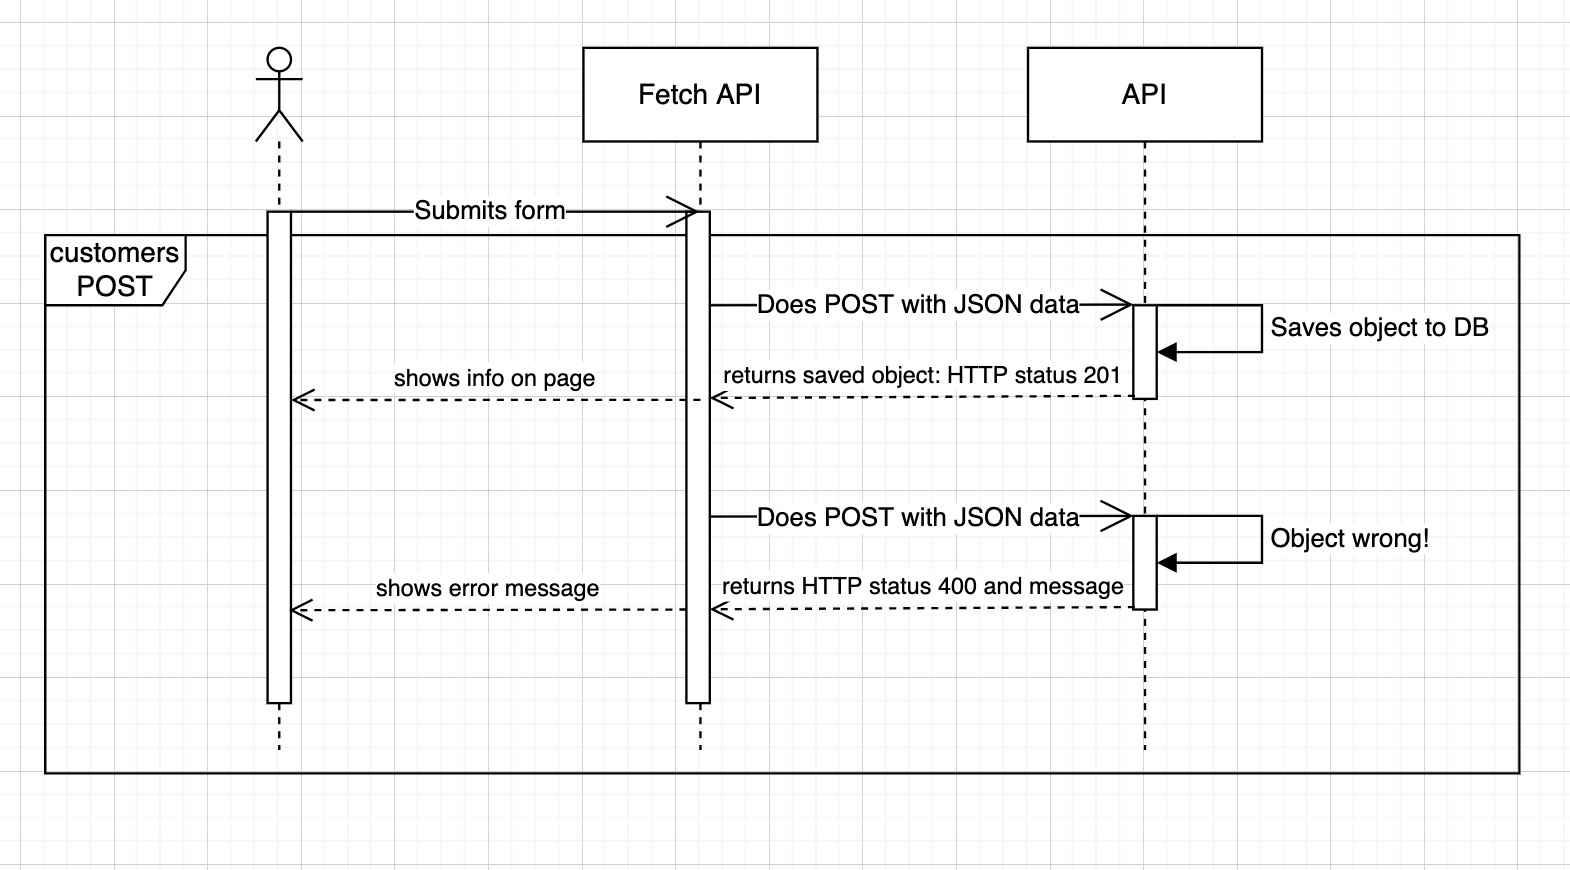 Fetch API
API
Submits form
customers
POST
Does POST with JSON data
Saves object to DB
shows info on page
returns saved object: HTTP status 201
Does POST with JSON data
Object wrong!
shows error message
returns HTTP status 400 and message